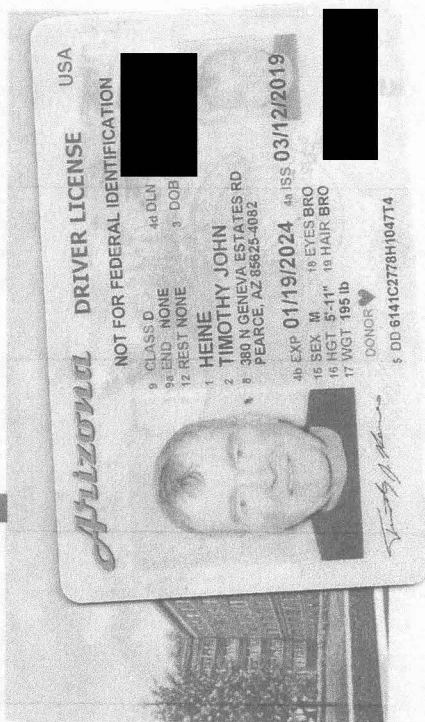 Arizona DRIVER LICENSE USA
NOT FOR FEDERAL IDENTIFICATION
9 CLASS D 4d DLN
9a END NONE 3 DOB
12 REST NONE
1 HEINE
2 TIMOTHY JOHN
8 380 N GENEVA ESTATES RD
PEARCE, AZ 85625-4082
4b EXP 01/19/2024 4a ISS 03/12/2019
15 SEX M 18 EYES BRO
16 HGT 5'-11" 19 HAIR BRO
17 WGT 195 lb
DONOR
5 DD 6141C2778H1047T4